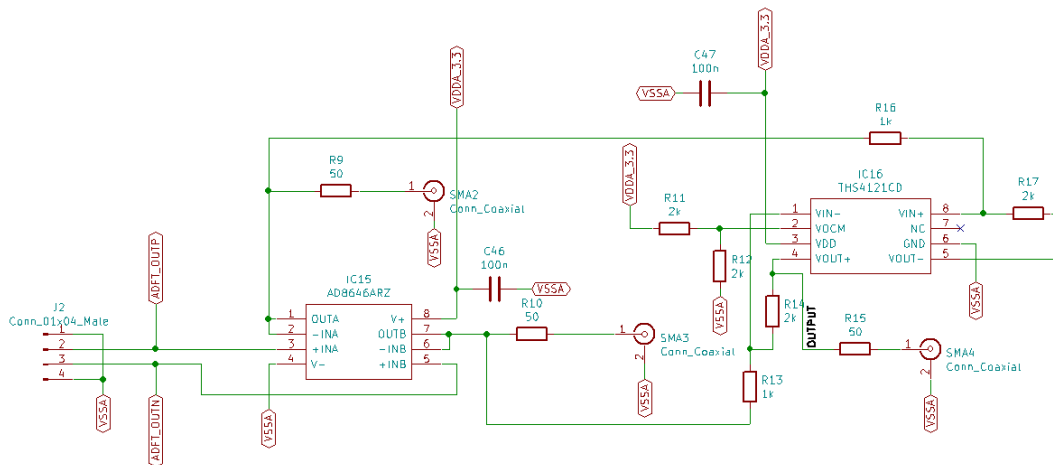 C47
100n
VSSA
VDDA_3.3
VDDA_3.3
VDDA_3.3
R16
1k
R9
50
1
2
SMA2
Conn_Coaxial
VSSA
R11
2k
R12
2k
VSSA
IC16
THS4121CD
1
2
3
4
VIN-
VOCM
VDD
VOUT+
VIN+
NC
GND
VOUT-
8
7
6
5
R17
2k
VSSA
ADFT_OUTP
C46
100n
VSSA
IC15
AD8646ARZ
1
2
3
4
OUTA
-INA
+INA
V-
V+
OUTB
-INB
+INB
8
7
6
5
R10
50
1
2
SMA3
Conn_Coaxial
VSSA
R14
2k
OUTPUT
R15
50
1
2
SMA4
Conn_Coaxial
VSSA
R13
1k
J2
Conn_01x04_Male
1
2
3
4
VSSA
ADFT_OUTN
VSSA